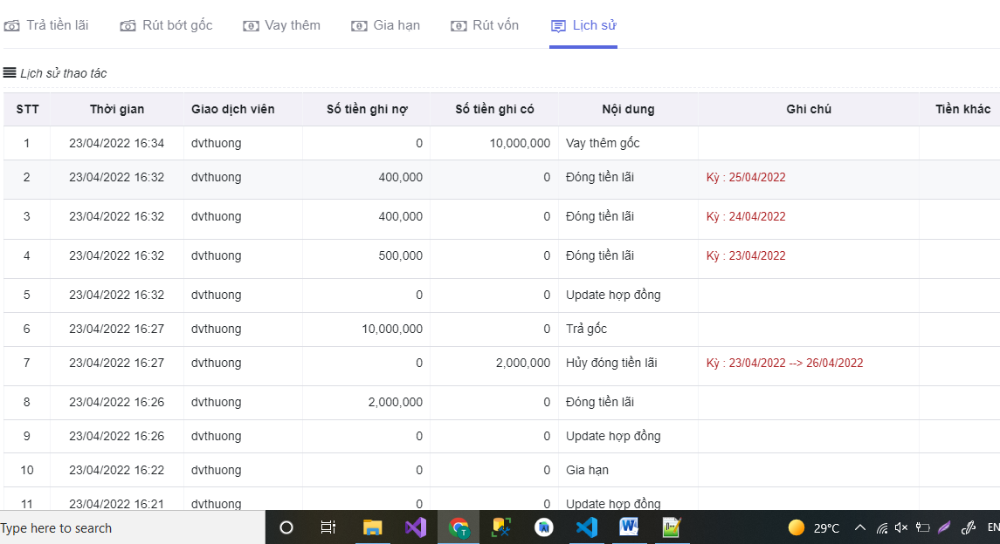 Trả tiền lãi Rút bớt gốc Vay thêm Gia hạn Rút vốn Lịch sử
Lịch sử thao tác
STT Thời gian Giao dịch viên Số tiền ghi nợ Số tiền ghi có Nội dung Ghi chú Tiền khác
1 23/04/2022 16:34 dvthuong 0 10,000,000 Vay thêm gốc
2 23/04/2022 16:32 dvthuong 400,000 0 Đóng tiền lãi Kỳ : 25/04/2022
3 23/04/2022 16:32 dvthuong 400,000 0 Đóng tiền lãi Kỳ : 24/04/2022
4 23/04/2022 16:32 dvthuong 500,000 0 Đóng tiền lãi Kỳ : 23/04/2022
5 23/04/2022 16:32 dvthuong 0 0 Update hợp đồng
6 23/04/2022 16:27 dvthuong 10,000,000 0 Trả gốc
7 23/04/2022 16:27 dvthuong 0 2,000,000 Hủy đóng tiền lãi Kỳ : 23/04/2022 --> 26/04/2022
8 23/04/2022 16:26 dvthuong 2,000,000 0 Đóng tiền lãi
9 23/04/2022 16:26 dvthuong 0 0 Update hợp đồng
10 23/04/2022 16:22 dvthuong 0 0 Gia hạn
11 23/04/2022 16:21 dvthuong 0 0 Update hợp đồng
Type here to search 29°C EN